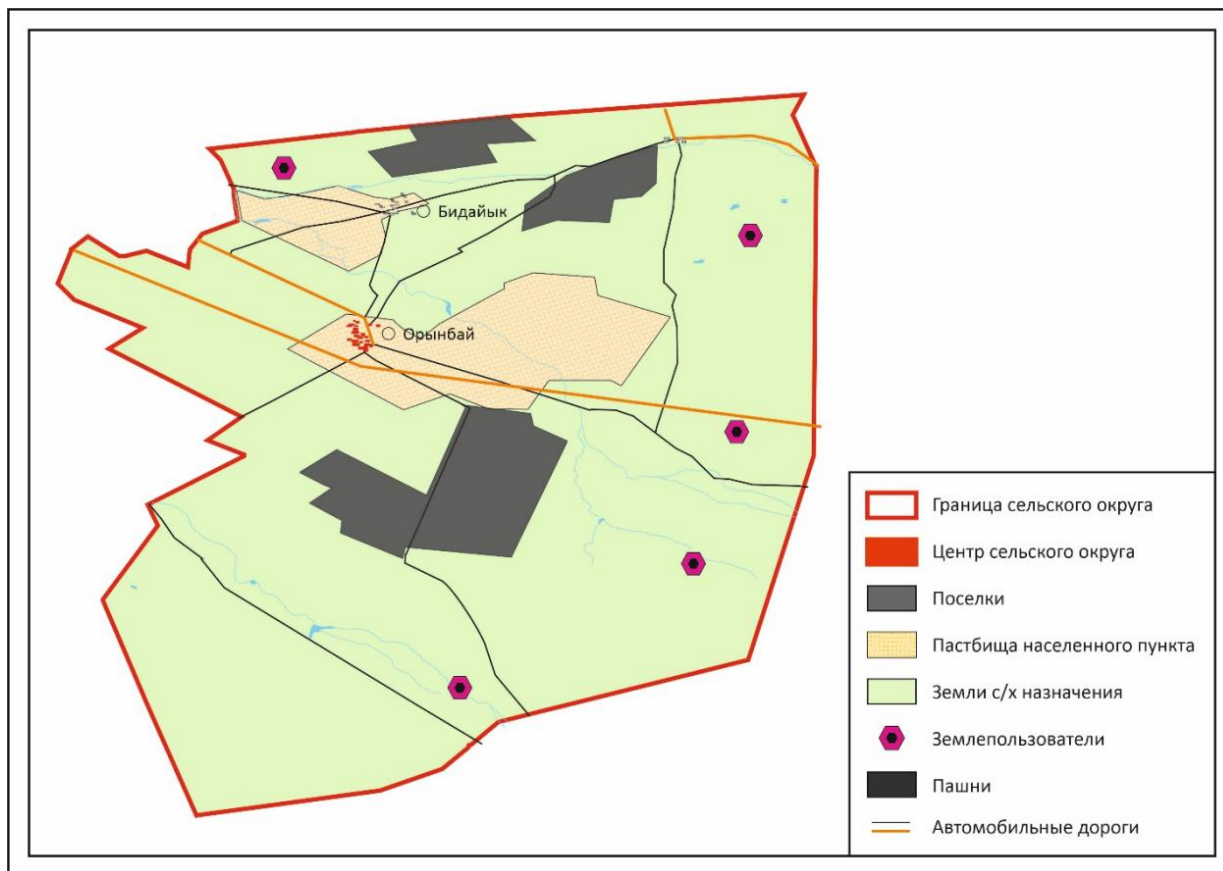 Бидайык
Орынбай
Граница сельского округа
Центр сельского округа
Поселки
Пастбища населенного пункта
Земли с/х назначения
Землепользователи
Пашни
Автомобильные дороги